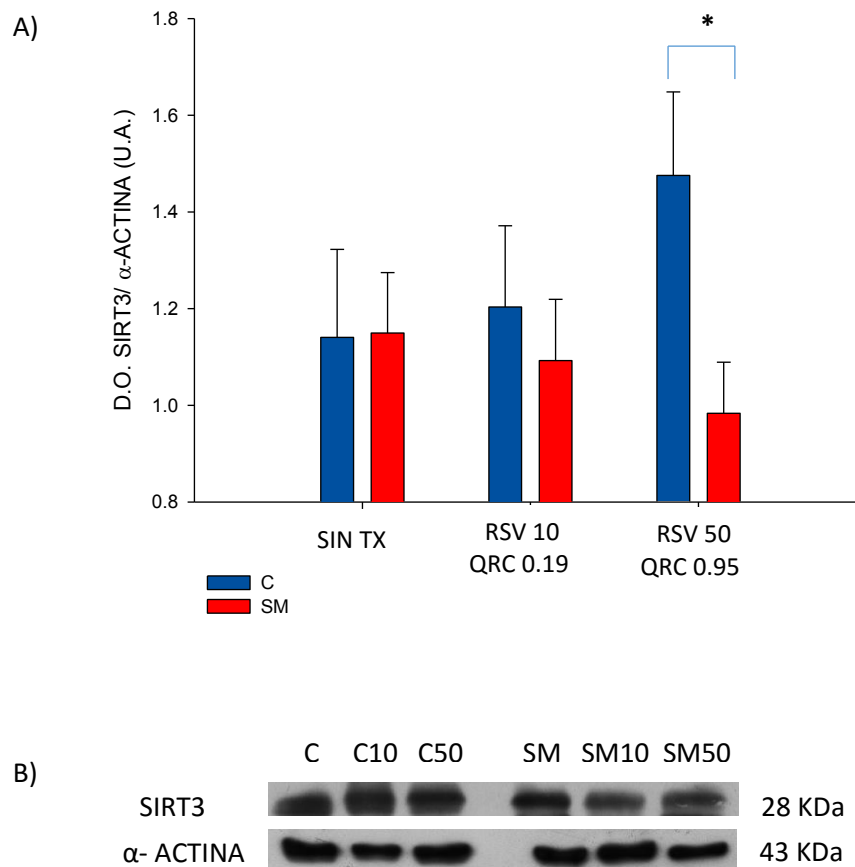 A)
*
1.8
1.6
1.4
1.2
1.0
0.8
D.O. SIRT3/ α-ACTINA (U.A.)
SIN TX
RSV 10
QRC 0.19
RSV 50
QRC 0.95
C
SM
B)
C C10 C50 SM SM10 SM50
SIRT3 28 KDa
α- ACTINA 43 KDa